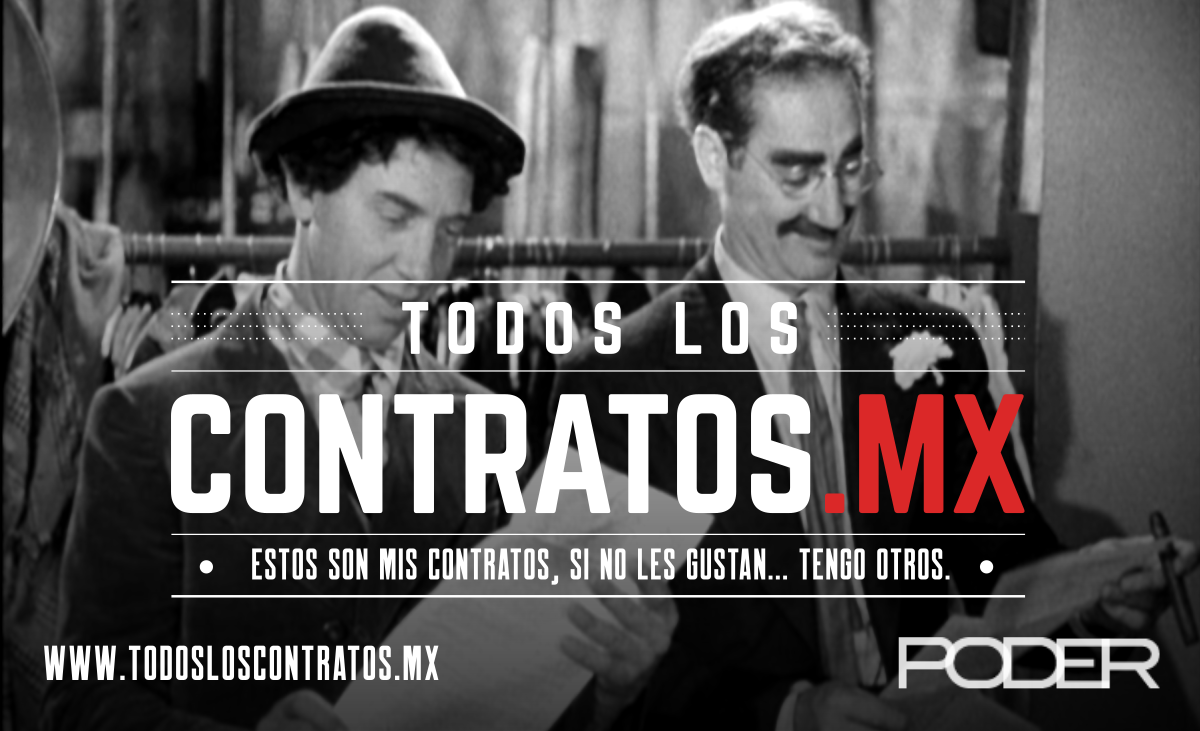 TODOS LOS
CONTRATOS.MX
• ESTOS SON MIS CONTRATOS, SI NO LES GUSTAN... TENGO OTROS. •
WWW.TODOSLOSCONTRATOS.MX
PODER